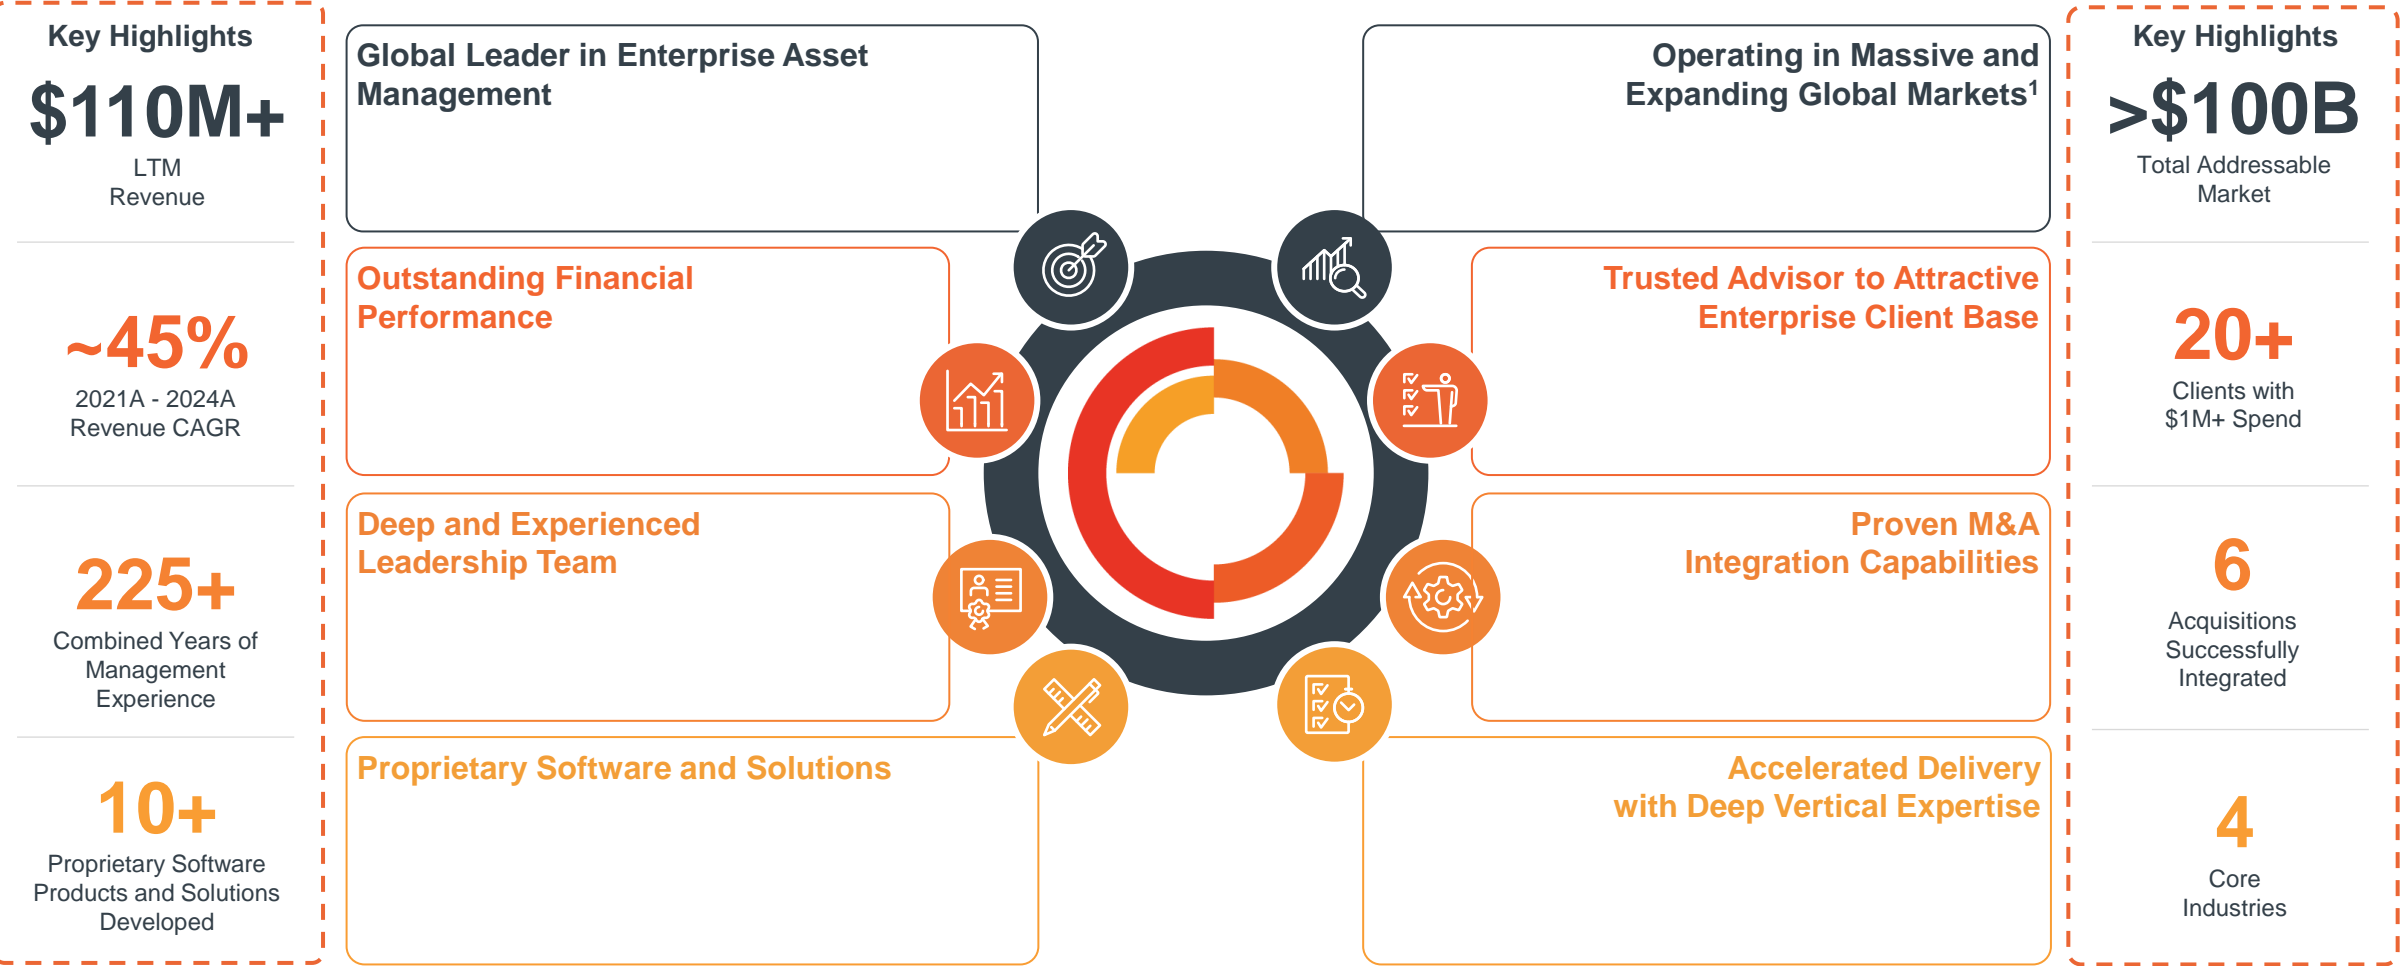 Key Highlights
$110M+
LTM
Revenue
~45%
2021A - 2024A
Revenue CAGR
225+
Combined Years of
Management
Experience
10+
Proprietary Software
Products and Solutions
Developed
Global Leader in Enterprise Asset
Management
Outstanding Financial
Performance
Deep and Experienced
Leadership Team
Proprietary Software and Solutions
Operating in Massive and
Expanding Global Markets¹
Trusted Advisor to Attractive
Enterprise Client Base
Proven M&A
Integration Capabilities
Accelerated Delivery
with Deep Vertical Expertise
Key Highlights
>$100B
Total Addressable
Market
20+
Clients with
$1M+ Spend
6
Acquisitions
Successfully
Integrated
4
Core
Industries